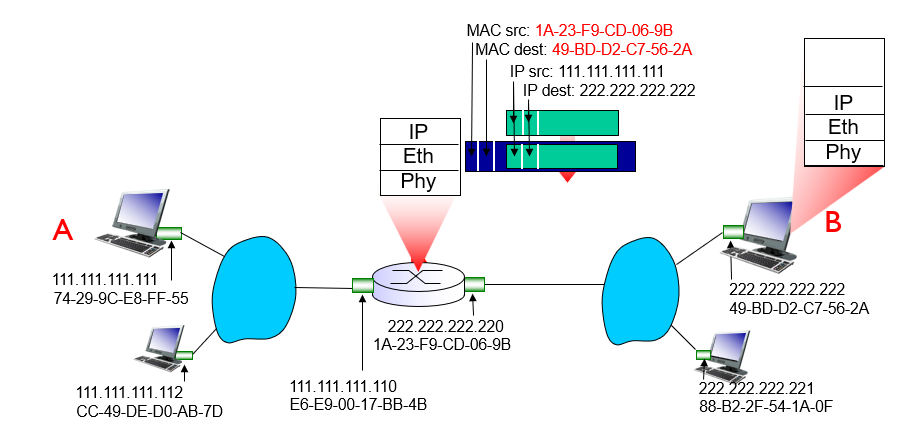 MAC src: 1A-23-F9-CD-06-9B
MAC dest: 49-BD-D2-C7-56-2A
IP src: 111.111.111.111
IP dest: 222.222.222.222
IP
Eth
Phy
IP
Eth
Phy
A
B
111.111.111.111
74-29-9C-E8-FF-55
222.222.222.222
49-BD-D2-C7-56-2A
222.222.222.220
1A-23-F9-CD-06-9B
111.111.111.112
CC-49-DE-D0-AB-7D
111.111.111.110
E6-E9-00-17-BB-4B
222.222.222.221
88-B2-2F-54-1A-0F